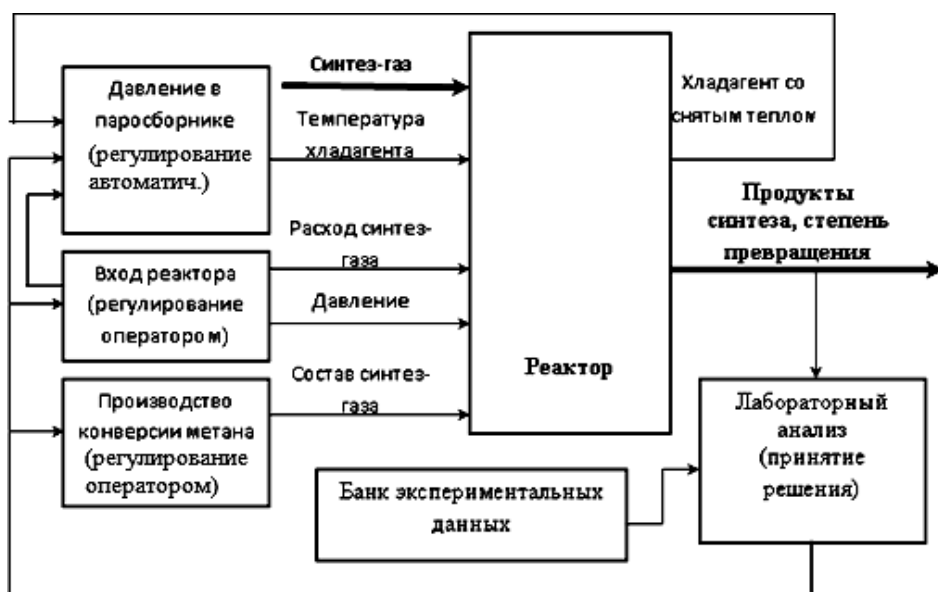 Давление в
паросборнике
(регулирование
автоматич.)
Вход реактора
(регулирование
оператором)
Производство
конверсии метана
(регулирование
оператором)
Синтез-газ
Температура
хладагента
Расход синтез-
газа
Давление
Состав синтез-
газа
Реактор
Хладагент со
снятым теплом
Продукты
синтеза, степень
превращения
Лабораторный
анализ
(принятие
решения)
Банк экспериментальных
данных